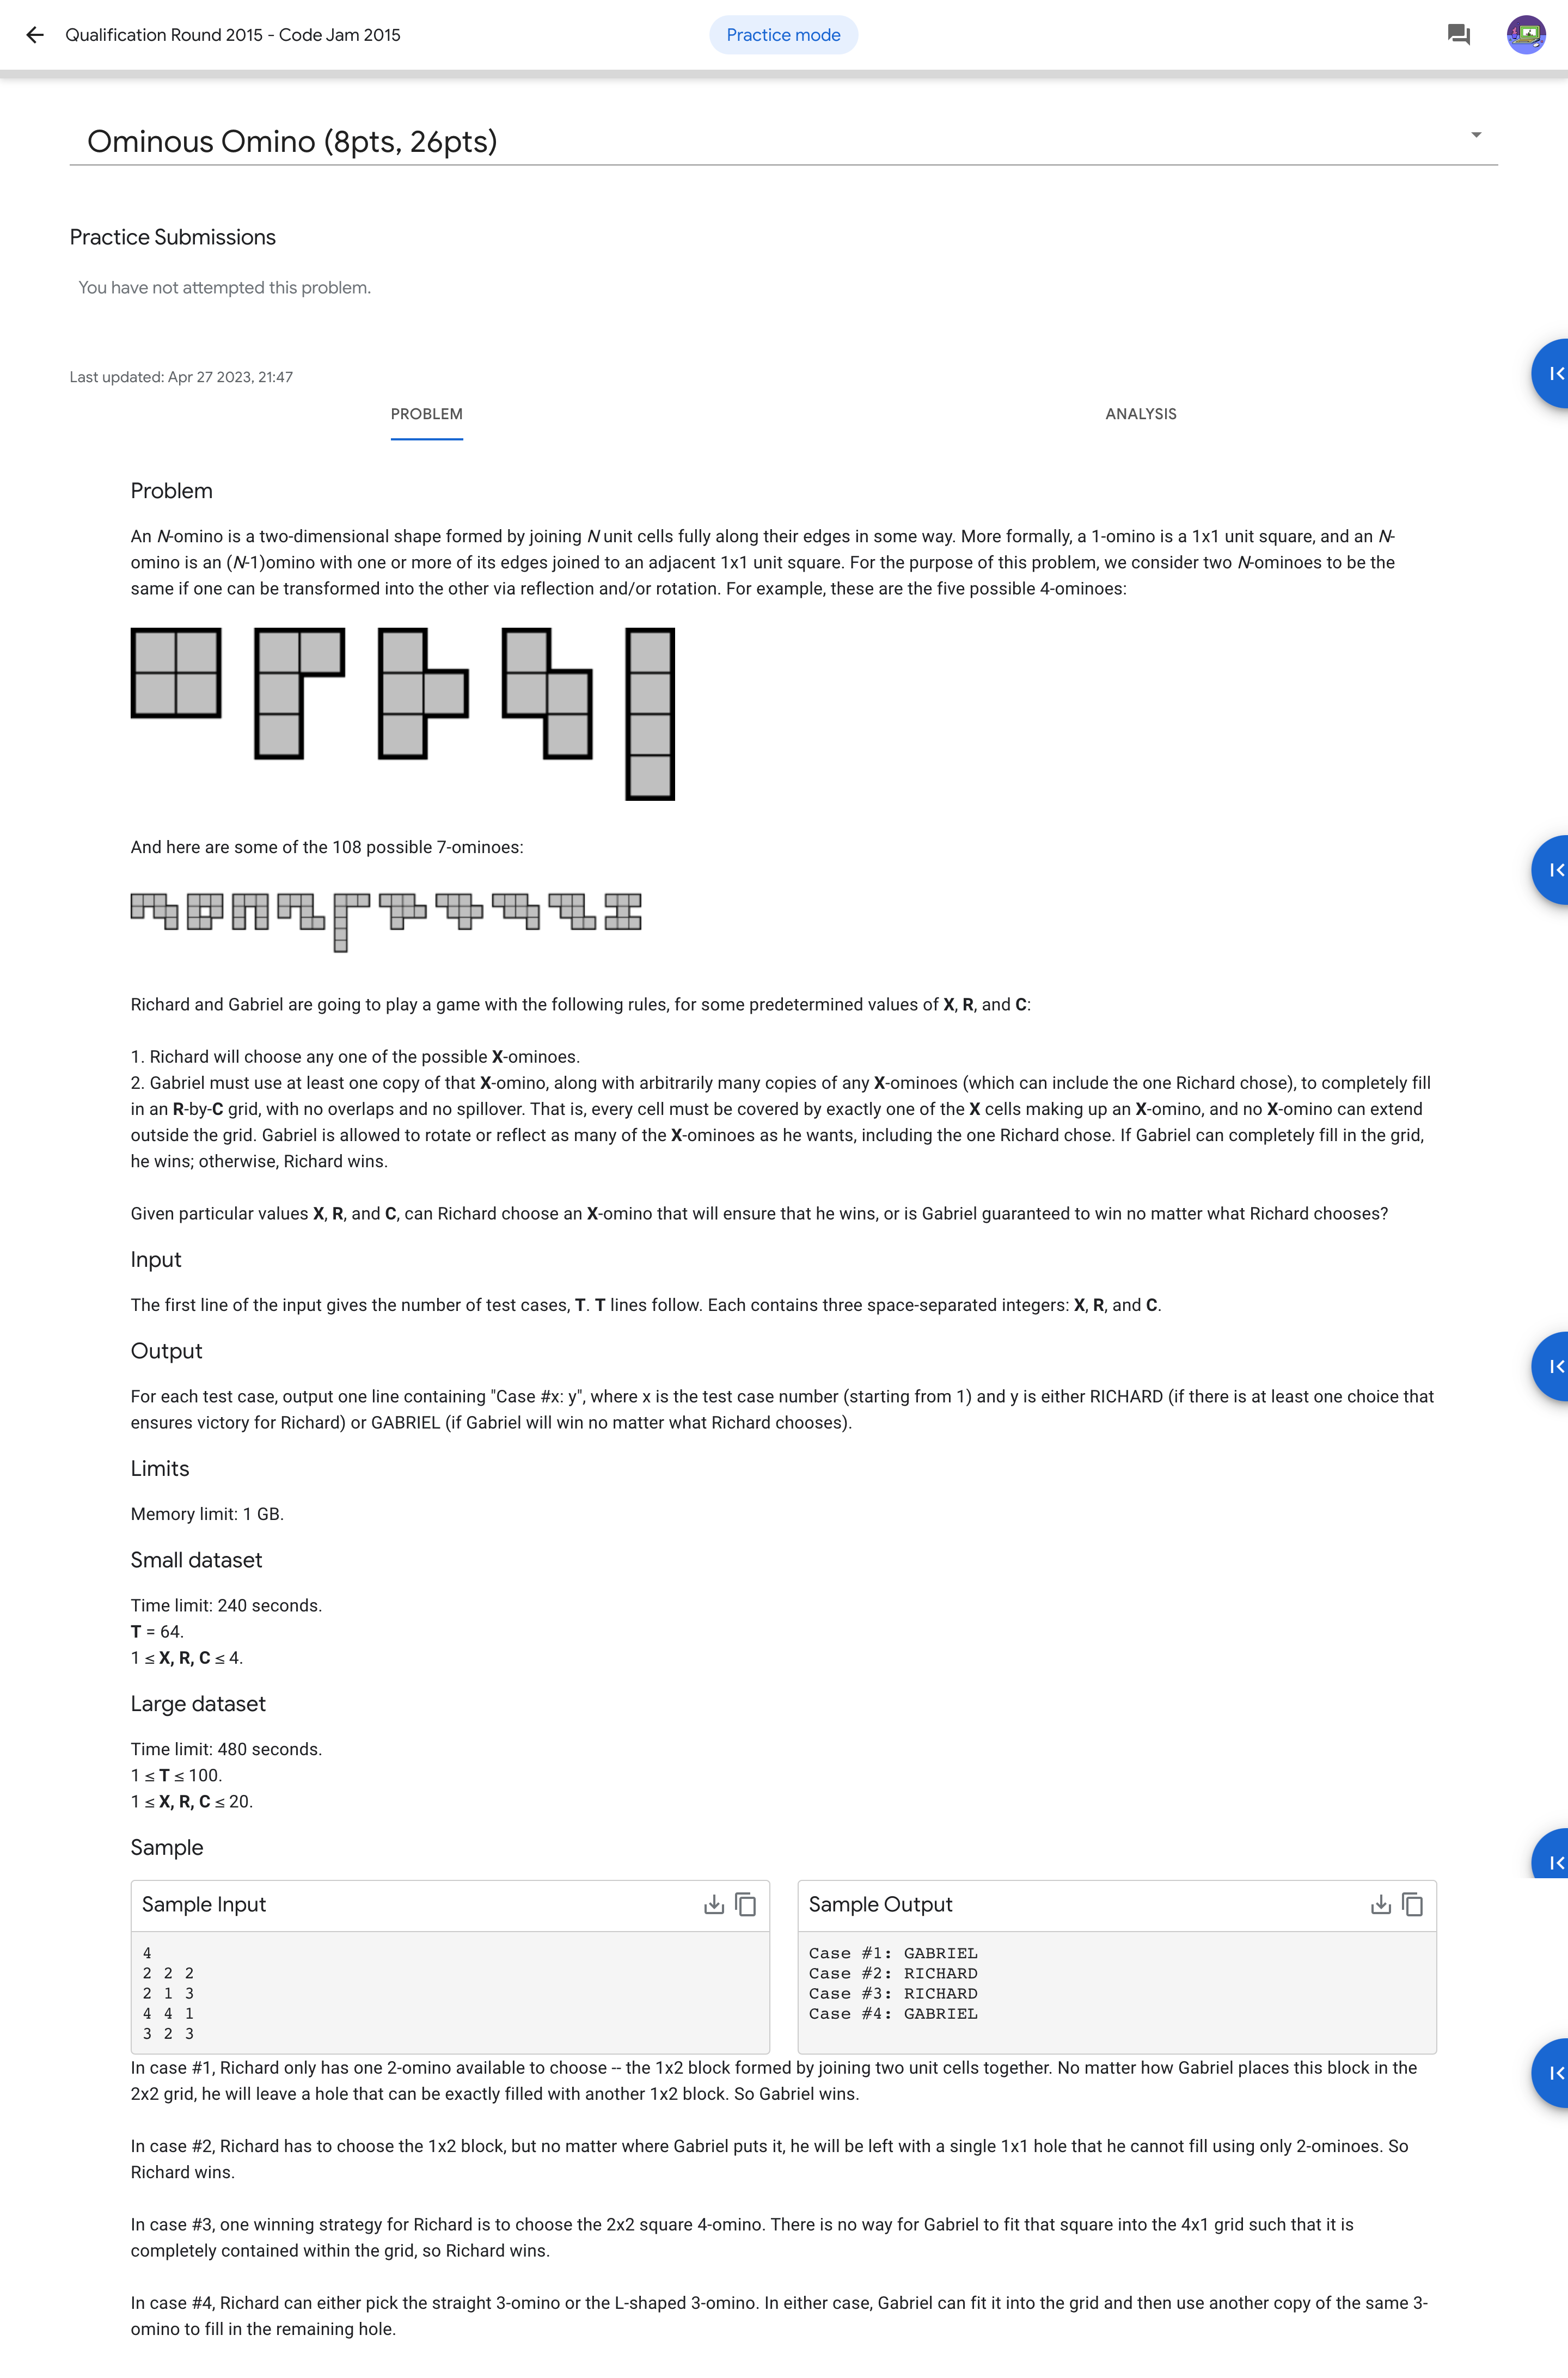 Qualification Round 2015 - Code Jam 2015
Practice mode
Ominous Omino (8pts, 26pts)
Practice Submissions
You have not attempted this problem.
Last updated: Apr 27 2023, 21:47
PROBLEM
ANALYSIS
Problem
An N-omino is a two-dimensional shape formed by joining N unit cells fully along their edges in some way. More formally, a 1-omino is a 1x1 unit square, and an N-
omino is an (N-1)omino with one or more of its edges joined to an adjacent 1x1 unit square. For the purpose of this problem, we consider two N-ominoes to be the
same if one can be transformed into the other via reflection and/or rotation. For example, these are the five possible 4-ominoes:
And here are some of the 108 possible 7-ominoes:
Richard and Gabriel are going to play a game with the following rules, for some predetermined values of X, R, and C:
1. Richard will choose any one of the possible X-ominoes.
2. Gabriel must use at least one copy of that X-omino, along with arbitrarily many copies of any X-ominoes (which can include the one Richard chose), to completely fill
in an R-by-C grid, with no overlaps and no spillover. That is, every cell must be covered by exactly one of the X cells making up an X-omino, and no X-omino can extend
outside the grid. Gabriel is allowed to rotate or reflect as many of the X-ominoes as he wants, including the one Richard chose. If Gabriel can completely fill in the grid,
he wins; otherwise, Richard wins.
Given particular values X, R, and C, can Richard choose an X-omino that will ensure that he wins, or is Gabriel guaranteed to win no matter what Richard chooses?
Input
The first line of the input gives the number of test cases, T. T lines follow. Each contains three space-separated integers: X, R, and C.
Output
For each test case, output one line containing "Case #x: y", where x is the test case number (starting from 1) and y is either RICHARD (if there is at least one choice that
ensures victory for Richard) or GABRIEL (if Gabriel will win no matter what Richard chooses).
Limits
Memory limit: 1 GB.
Small dataset
Time limit: 240 seconds.
T = 64.
1 ≤ X, R, C ≤ 4.
Large dataset
Time limit: 480 seconds.
1 ≤ T ≤ 100.
1 ≤ X, R, C ≤ 20.
Sample
Sample Input
4
2 2 2
2 1 3
4 4 1
3 2 3
Sample Output
Case #1: GABRIEL
Case #2: RICHARD
Case #3: RICHARD
Case #4: GABRIEL
In case #1, Richard only has one 2-omino available to choose -- the 1x2 block formed by joining two unit cells together. No matter how Gabriel places this block in the
2x2 grid, he will leave a hole that can be exactly filled with another 1x2 block. So Gabriel wins.
In case #2, Richard has to choose the 1x2 block, but no matter where Gabriel puts it, he will be left with a single 1x1 hole that he cannot fill using only 2-ominoes. So
Richard wins.
In case #3, one winning strategy for Richard is to choose the 2x2 square 4-omino. There is no way for Gabriel to fit that square into the 4x1 grid such that it is
completely contained within the grid, so Richard wins.
In case #4, Richard can either pick the straight 3-omino or the L-shaped 3-omino. In either case, Gabriel can fit it into the grid and then use another copy of the same 3-
omino to fill in the remaining hole.